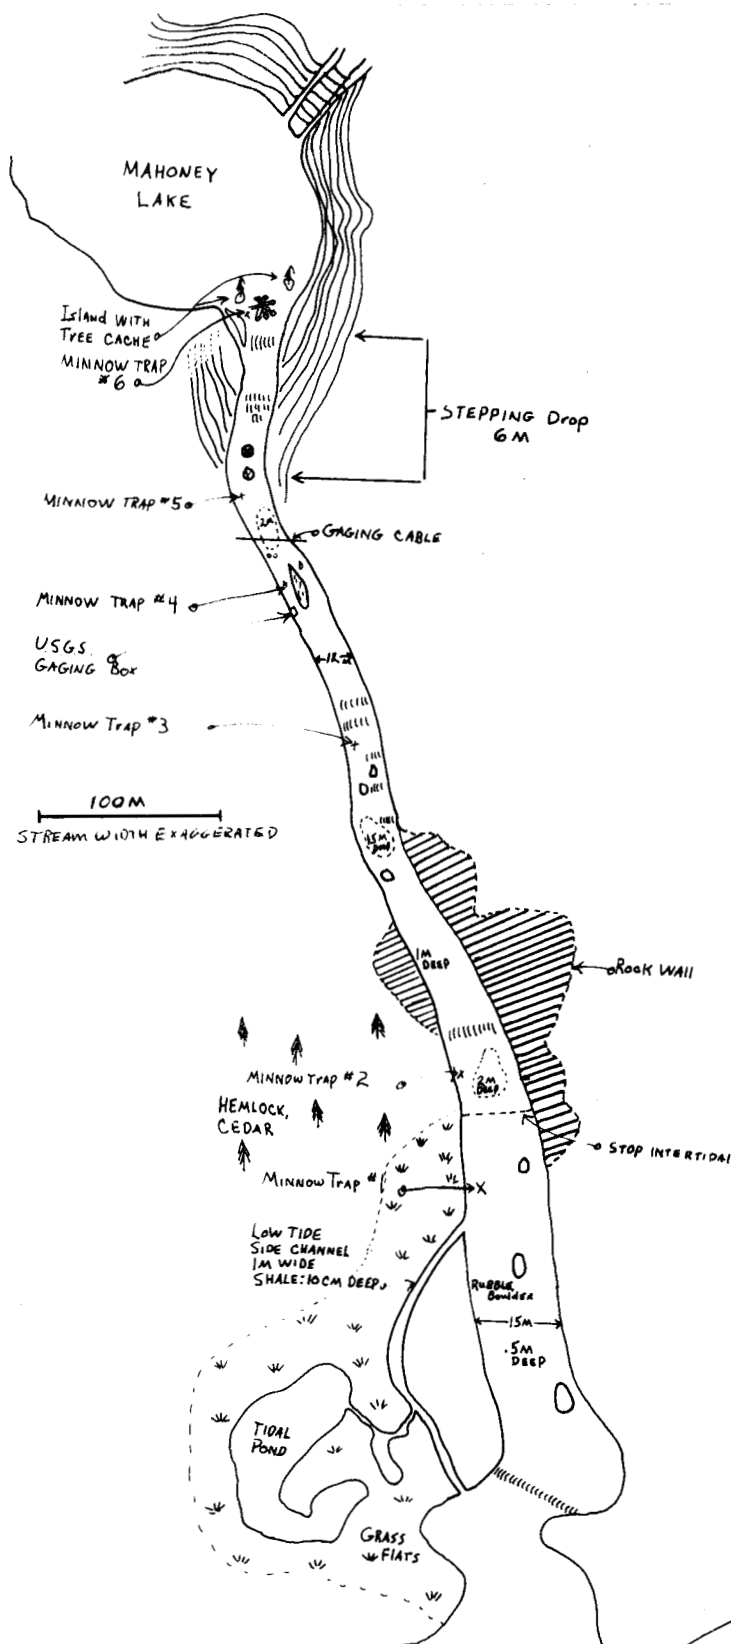 MAHONEY
LAKE
ISLAND WITH
TREE CACHE
MINNOW TRAP
#6
STEPPING DROP
6M
MINNOW TRAP #5
2M
GAGING CABLE
MINNOW TRAP #4
U.S.G.S.
GAGING BOX
12M
MINNOW TRAP #3
100M
STREAM WIDTH EXAGGERATED
1.5M
DEEP
1M
DEEP
ROCK WALL
MINNOW TRAP #2
2M
DEEP
HEMLOCK,
CEDAR
STOP INTERTIDAL
MINNOW TRAP #1
LOW TIDE
SIDE CHANNEL
1M WIDE
SHALE: 10CM DEEP
RUBBLE,
BOULDER
15M
.5M
DEEP
TIDAL
POND
GRASS
FLATS